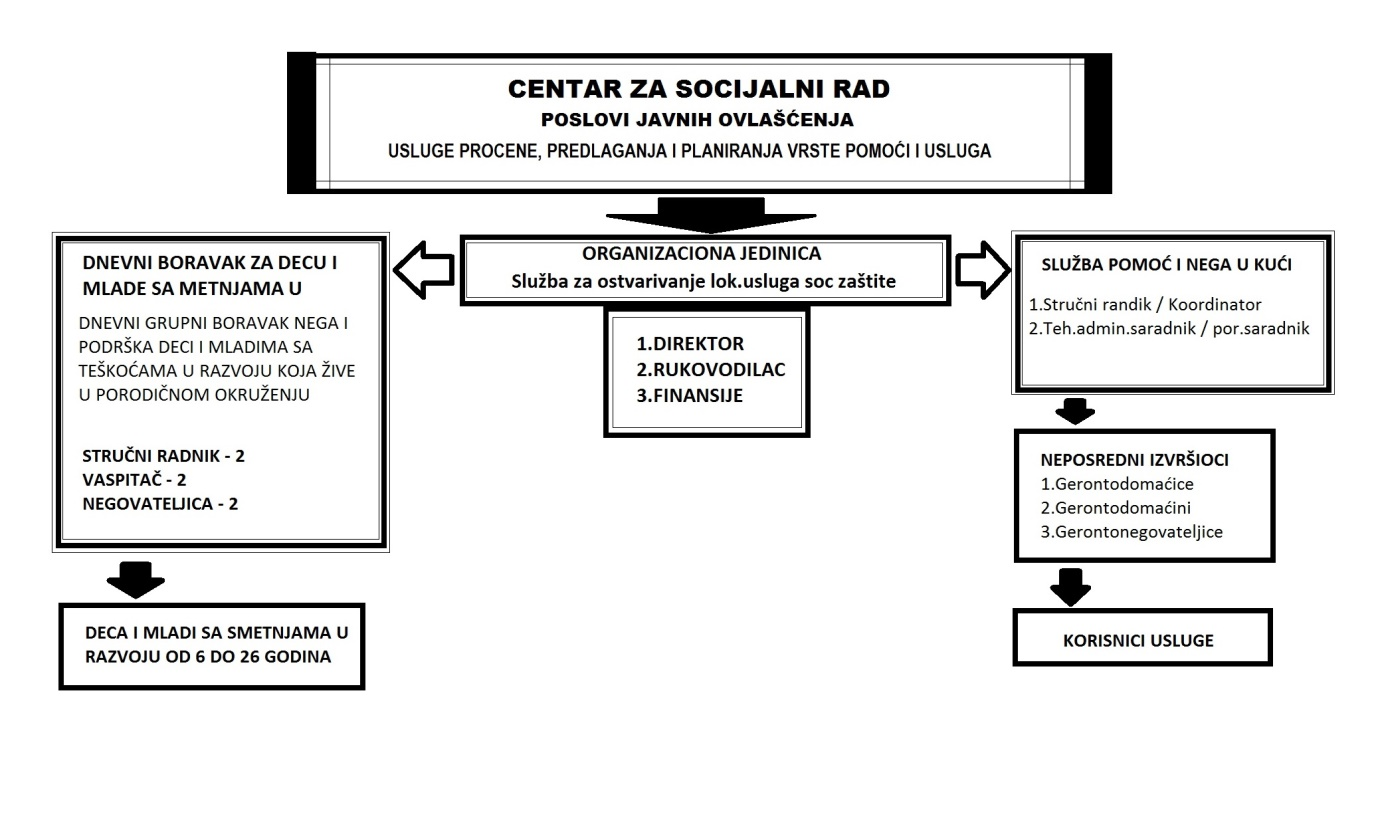 CENTAR ZA SOCIJALNI RAD
POSLOVI JAVNIH OVLAŠĆENJA
USLUGE PROCENE, PREDLAGANJA I PLANIRANJA VRSTE POMOĆI I USLUGA
ORGANIZACIONA JEDINICA
Služba za ostvarivanje lok.usluga soc zaštite
1.DIREKTOR
2.RUKOVODILAC
3.FINANSIJE
DNEVNI BORAVAK ZA DECU I
MLADE SA METNJAMA U
DNEVNI GRUPNI BORAVAK NEGA I
PODRŠKA DECI I MLADIMA SA
TEŠKOĆAMA U RAZVOJU KOJA ŽIVE
U PORODIČNOM OKRUŽENJU
STRUČNI RADNIK - 2
VASPITAČ - 2
NEGOVATELJICA - 2
DECA I MLADI SA SMETNJAMA U
RAZVOJU OD 6 DO 26 GODINA
SLUŽBA POMOĆ I NEGA U KUĆI
1.Stručni randik / Koordinator
2.Teh.admin.saradnik / por.saradnik
NEPOSREDNI IZVRŠIOCI
1.Gerontodomaćice
2.Gerontodomaćini
3.Gerontonegovateljice
KORISNICI USLUGE